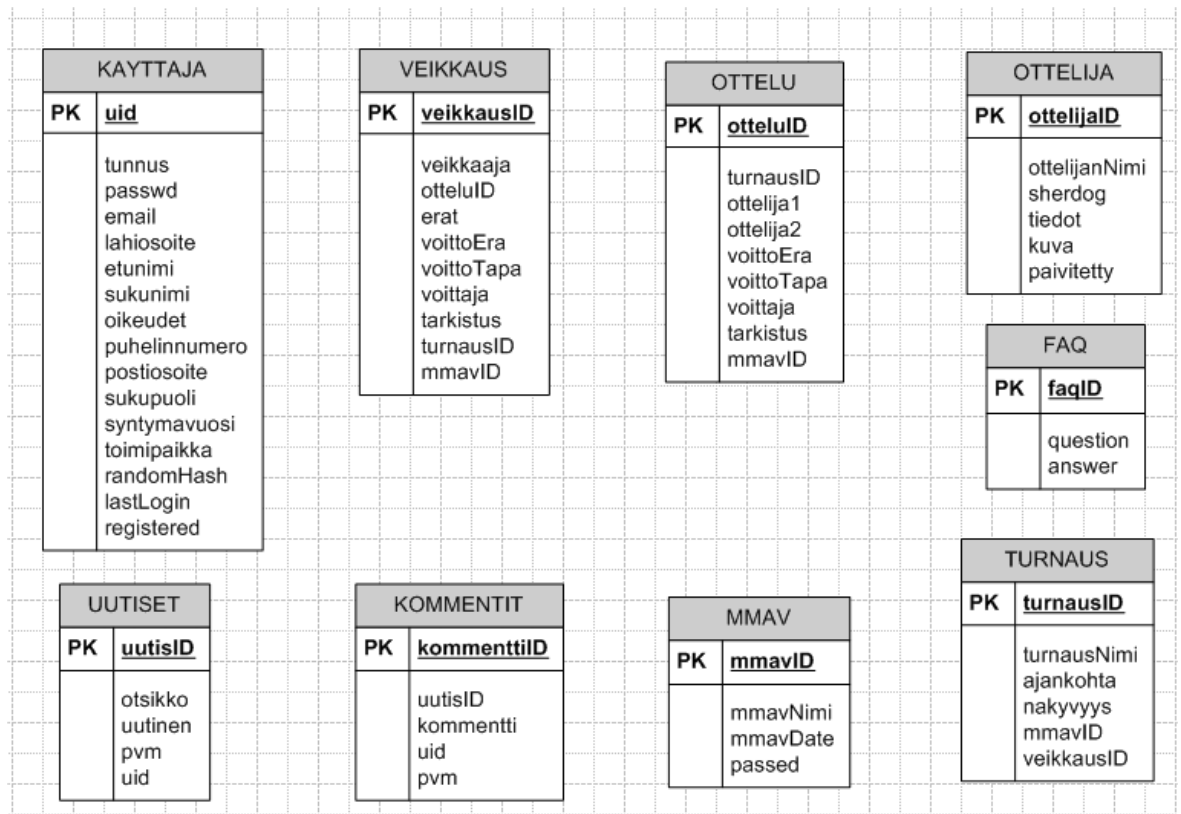 KAYTTAJA
PK uid
tunnus
passwd
email
lahiosoite
etunimi
sukunimi
oikeudet
puhelinnumero
postiosoite
sukupuoli
syntymavuosi
toimipaikka
randomHash
lastLogin
registered
VEIKKAUS
PK veikkausID
veikkaaja
otteluID
erat
voittoEra
voittoTapa
voittaja
tarkistus
turnausID
mmavID
OTTELU
PK otteluID
turnausID
ottelija1
ottelija2
voittoEra
voittoTapa
voittaja
tarkistus
mmavID
OTTELIJA
PK ottelijaID
ottelijanNimi
sherdog
tiedot
kuva
paivitetty
FAQ
PK faqID
question
answer
UUTISET
PK uutisID
otsikko
uutinen
pvm
uid
KOMMENTIT
PK kommenttiID
uutisID
kommentti
uid
pvm
MMAV
PK mmavID
mmavNimi
mmavDate
passed
TURNAUS
PK turnausID
turnausNimi
ajankohta
nakyvyys
mmavID
veikkausID